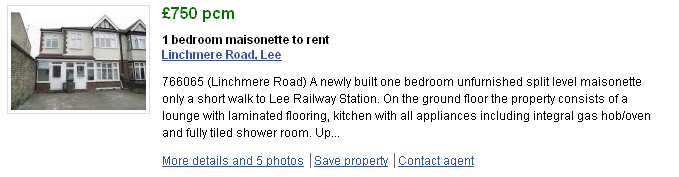 £750 pcm
1 bedroom maisonette to rent
Linchmere Road, Lee
766065 (Linchmere Road) A newly built one bedroom unfurnished split level maisonette
only a short walk to Lee Railway Station. On the ground floor the property consists of a
lounge with laminated flooring, kitchen with all appliances including integral gas hob/oven
and fully tiled shower room. Up...
More details and 5 photos | Save property | Contact agent